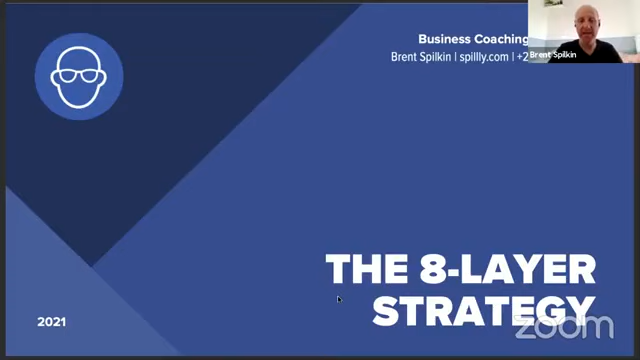 Business Coaching
Brent Spilkin | spillly.com | +2
Brent Spilkin
THE 8-LAYER
STRATEGY
2021
zoom